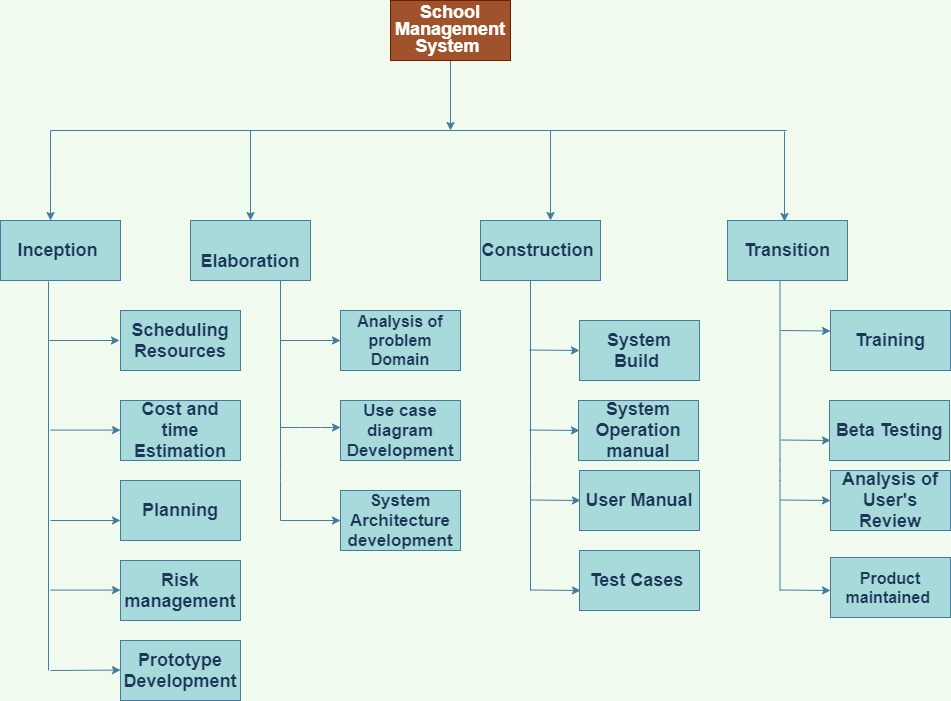 School
Management
System
Inception
Elaboration
Construction
Transition
Scheduling
Resources
Cost and
time
Estimation
Planning
Risk
management
Prototype
Development
Analysis of
problem
Domain
Use case
diagram
Development
System
Architecture
development
System
Build
System
Operation
manual
User Manual
Test Cases
Training
Beta Testing
Analysis of
User's
Review
Product
maintained